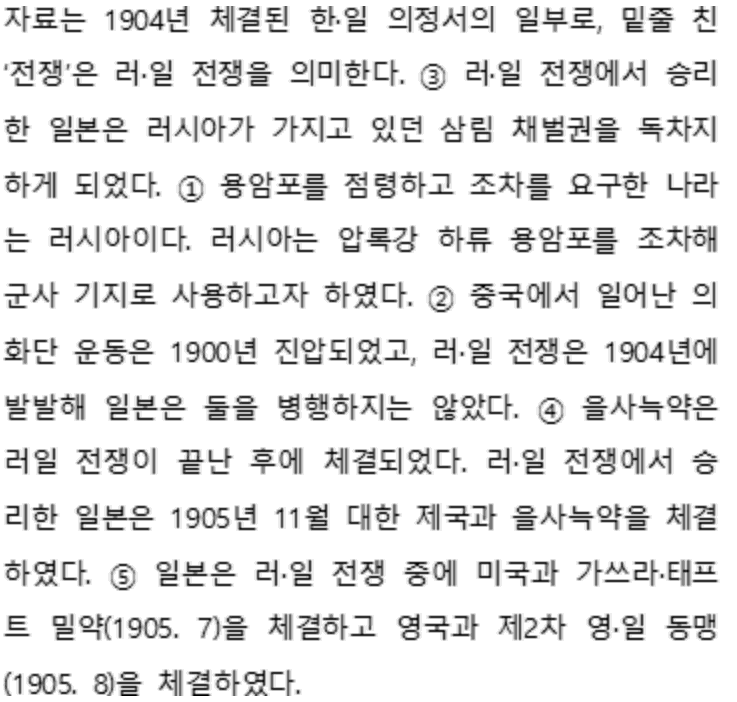 자료는 1904년 체결된 한·일 의정서의 일부로, 밑줄 친
‘전쟁’은 러·일 전쟁을 의미한다. ③ 러·일 전쟁에서 승리
한 일본은 러시아가 가지고 있던 삼림 채벌권을 독차지
하게 되었다. ① 용암포를 점령하고 조차를 요구한 나라
는 러시아이다. 러시아는 압록강 하류 용암포를 조차해
군사 기지로 사용하고자 하였다. ② 중국에서 일어난 의
화단 운동은 1900년 진압되었고, 러·일 전쟁은 1904년에
발발해 일본은 둘을 병행하지는 않았다. ④ 을사늑약은
러일 전쟁이 끝난 후에 체결되었다. 러·일 전쟁에서 승
리한 일본은 1905년 11월 대한 제국과 을사늑약을 체결
하였다. ⑤ 일본은 러·일 전쟁 중에 미국과 가쓰라·태프
트 밀약(1905. 7)을 체결하고 영국과 제2차 영·일 동맹
(1905. 8)을 체결하였다.